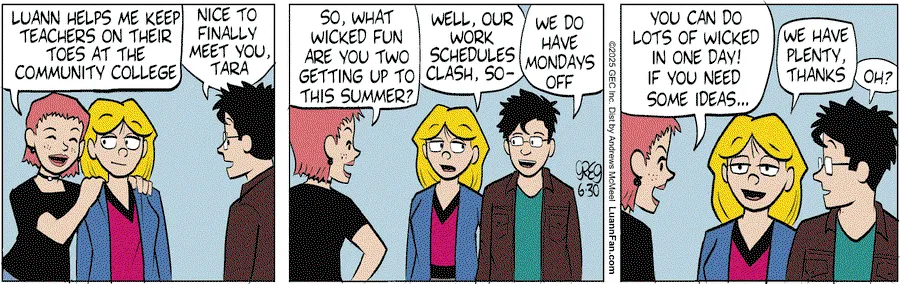 LUANN HELPS ME KEEP
TEACHERS ON THEIR
TOES AT THE
COMMUNITY COLLEGE
NICE TO
FINALLY
MEET YOU,
TARA
SO, WHAT
WICKED FUN
ARE YOU TWO
GETTING UP TO
THIS SUMMER?
WELL, OUR
WORK
SCHEDULES
CLASH, SO-
WE DO
HAVE
MONDAYS
OFF
GREG
6-30
©2025 GEC Inc. Dist by Andrews McMeel LuannFan.com
YOU CAN DO
LOTS OF WICKED
IN ONE DAY!
IF YOU NEED
SOME IDEAS...
WE HAVE
PLENTY,
THANKS
OH?